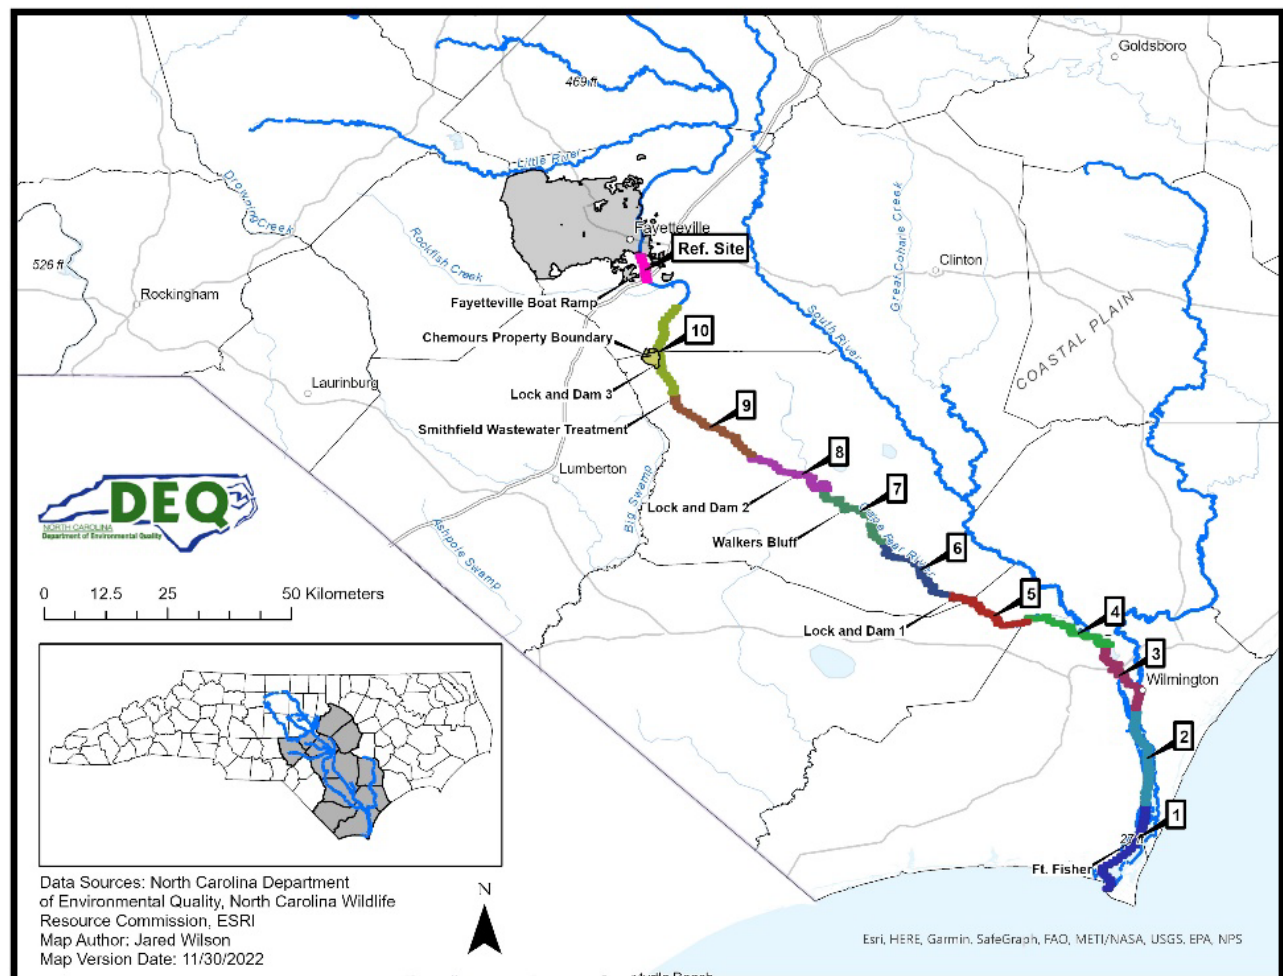 Goldsboro
469 ft
Little River
Drowning Creek
Fayetteville
Ref. Site
Great Coharie Creek
Rockfish Creek
Clinton
526 ft
Rockingham
Fayetteville Boat Ramp
COASTAL PLAIN
South River
10
Chemours Property Boundary
Laurinburg
Lock and Dam 3
9
Smithfield Wastewater Treatment
8
Lumberton
Big Swamp
7
Lock and Dam 2
Cape Fear River
Ashpole Swamp
Walkers Bluff
6
DEQ
NORTH CAROLINA
Department of Environmental Quality
5
4
Lock and Dam 1
0 12.5 25 50 Kilometers
3
Wilmington
2
1
27 ft
Ft. Fisher
N
Data Sources: North Carolina Department
of Environmental Quality, North Carolina Wildlife
Resource Commission, ESRI
Map Author: Jared Wilson
Map Version Date: 11/30/2022
Esri, HERE, Garmin, SafeGraph, FAO, METI/NASA, USGS, EPA, NPS